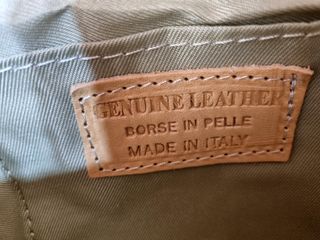 GENUINE LEATHER
BORSE IN PELLE
MADE IN ITALY